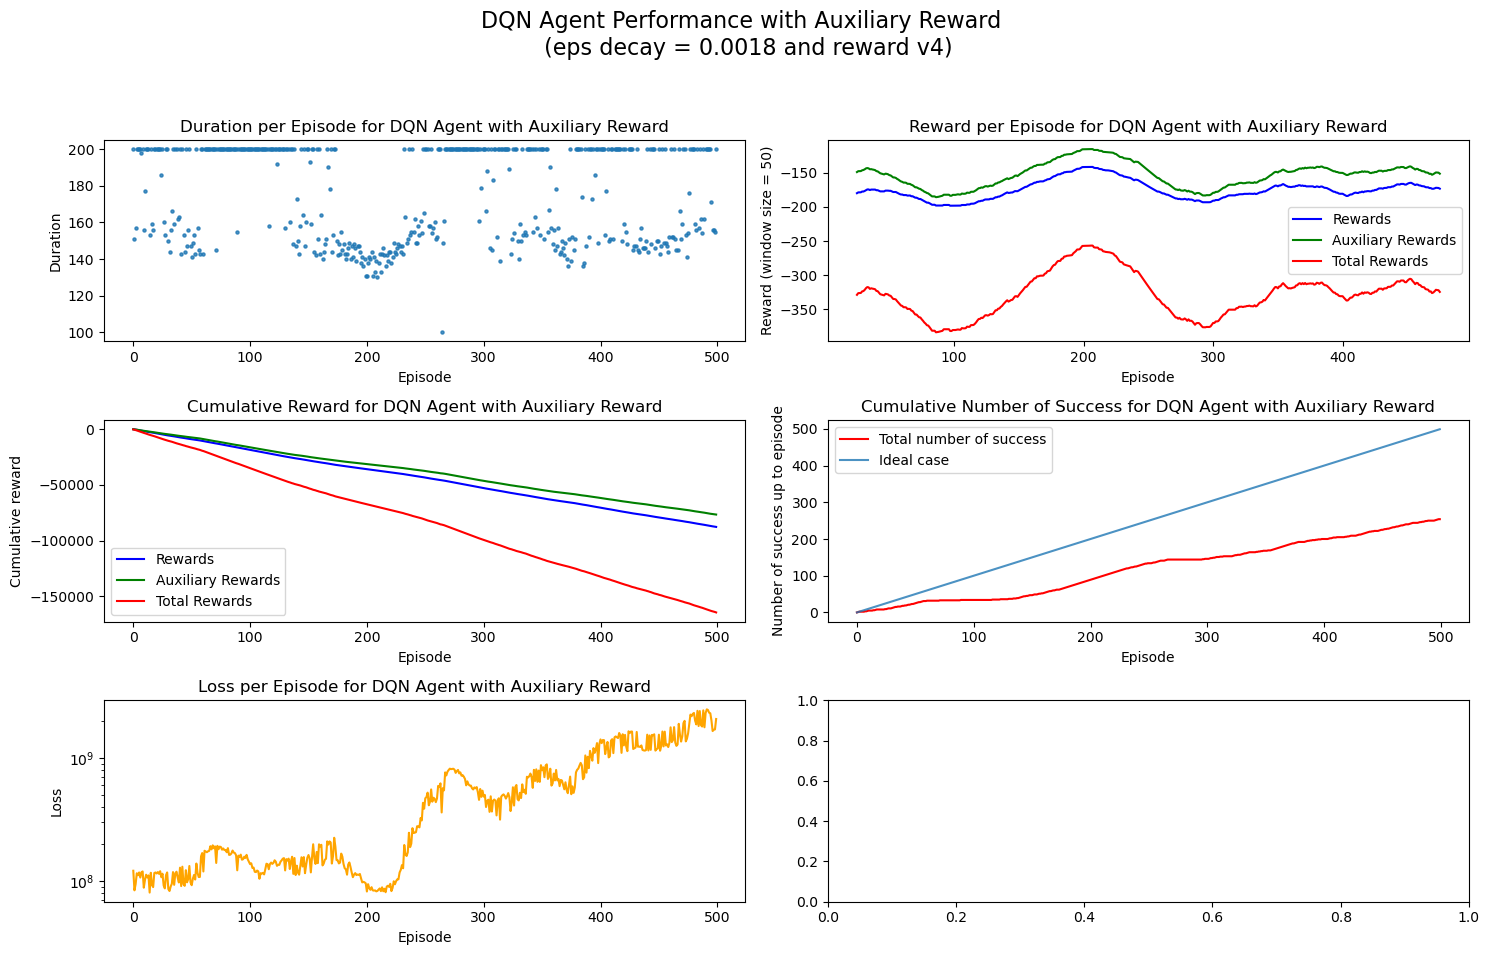 DQN Agent Performance with Auxiliary Reward
(eps decay = 0.0018 and reward v4)
Duration per Episode for DQN Agent with Auxiliary Reward
200
180
160
140
120
100
Duration
0
100
200
300
400
500
Episode
Reward per Episode for DQN Agent with Auxiliary Reward
−150
−200
−250
−300
−350
Reward (window size = 50)
Rewards
Auxiliary Rewards
Total Rewards
100
200
300
400
Episode
Cumulative Reward for DQN Agent with Auxiliary Reward
0
−50000
−100000
−150000
Cumulative reward
Rewards
Auxiliary Rewards
Total Rewards
0
100
200
300
400
500
Episode
Cumulative Number of Success for DQN Agent with Auxiliary Reward
500
400
300
200
100
0
Number of success up to episode
Total number of success
Ideal case
0
100
200
300
400
500
Episode
Loss per Episode for DQN Agent with Auxiliary Reward
10⁹
10⁸
Loss
0
100
200
300
400
500
Episode
1.0
0.8
0.6
0.4
0.2
0.0
0.0
0.2
0.4
0.6
0.8
1.0